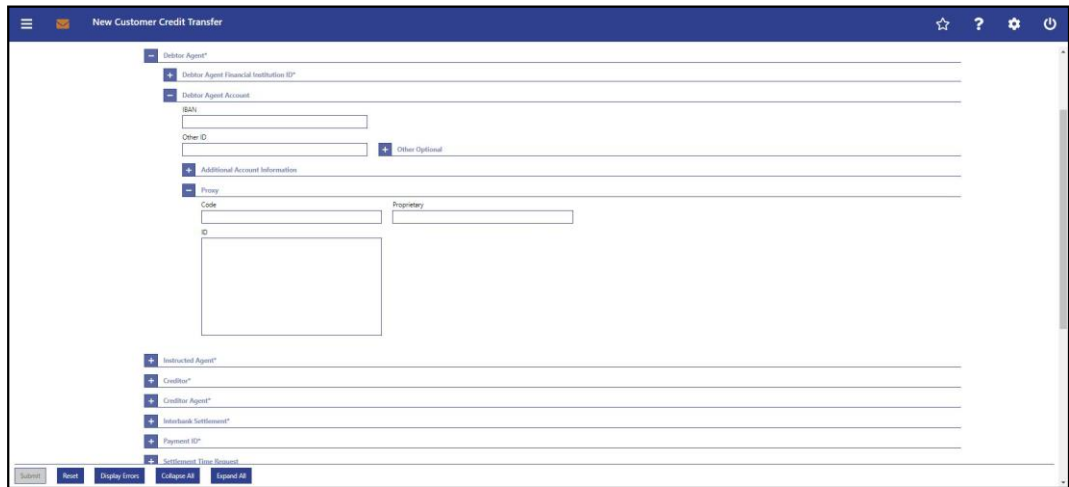 New Customer Credit Transfer
Debtor Agent*
Debtor Agent Financial Institution ID*
Debtor Agent Account
IBAN
Other ID
Other Optional
Additional Account Information
Proxy
Code Proprietary
ID
Instructed Agent*
Creditor*
Creditor Agent*
Interbank Settlement*
Payment ID*
Settlement Time Request
Submit Reset Display Errors Collapse All Expand All